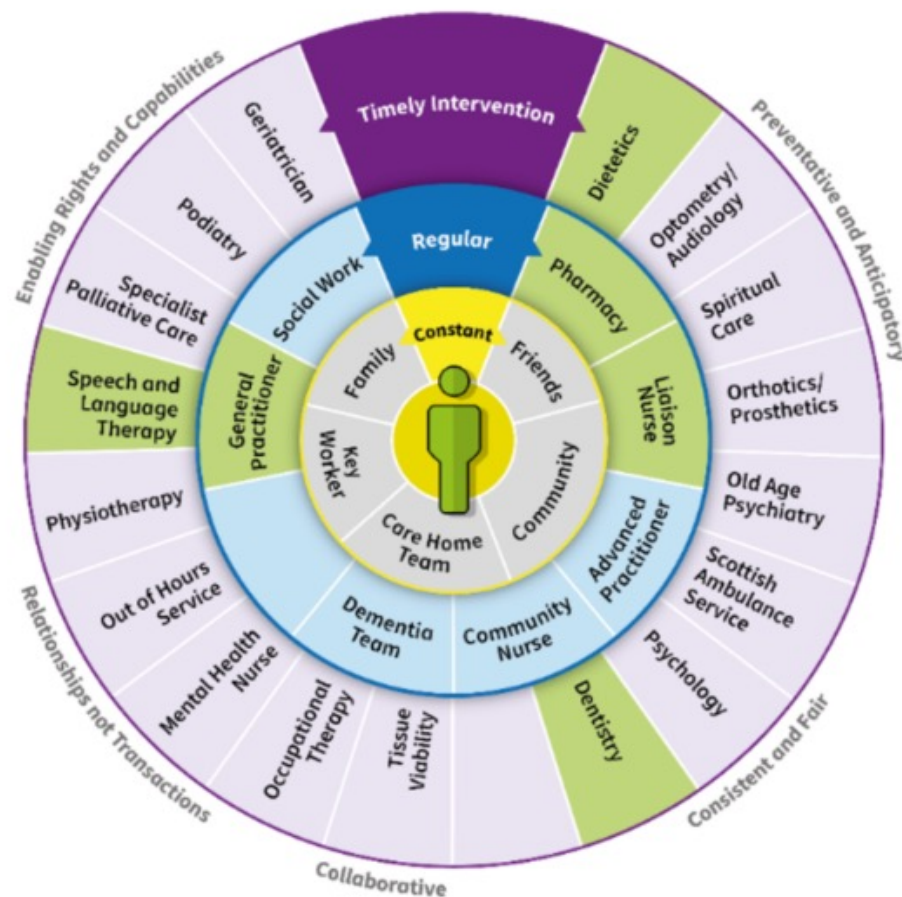 Timely Intervention
Regular
Constant
Family
Friends
Community
Care Home
Team
Key
Worker
Social Work
Pharmacy
Liaison
Nurse
Advanced
Practitioner
Community
Nurse
Dementia
Team
General
Practitioner
Geriatrician
Dietetics
Optometry/
Audiology
Spiritual
Care
Orthotics/
Prosthetics
Old Age
Psychiatry
Scottish
Ambulance
Service
Psychology
Dentistry
Tissue
Viability
Occupational
Therapy
Mental Health
Nurse
Out of Hours
Service
Physiotherapy
Speech and
Language
Therapy
Specialist
Palliative Care
Podiatry
Enabling Rights and Capabilities
Preventative and Anticipatory
Consistent and Fair
Collaborative
Relationships not Transactions